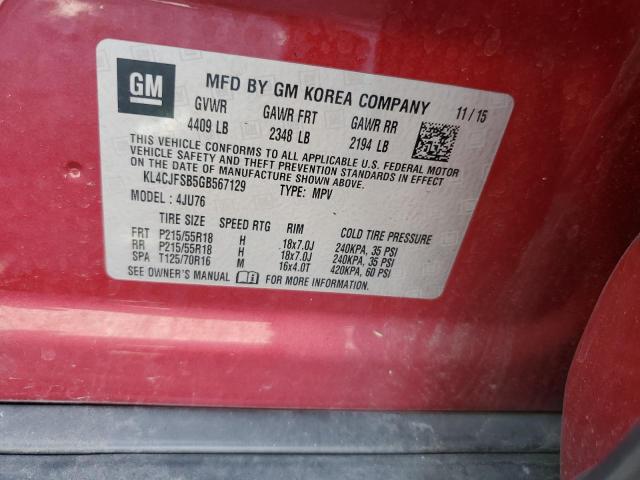 GM
MFD BY GM KOREA COMPANY 11/15
GVWR GAWR FRT GAWR RR
4409 LB 2348 LB 2194 LB
THIS VEHICLE CONFORMS TO ALL APPLICABLE U.S. FEDERAL MOTOR
VEHICLE SAFETY AND THEFT PREVENTION STANDARDS IN EFFECT
ON THE DATE OF MANUFACTURE SHOWN ABOVE.
KL4CJFSB5GB567129 TYPE: MPV
MODEL: 4JU76
TIRE SIZE SPEED RTG RIM COLD TIRE PRESSURE
FRT P215/55R18 H 18x7.0J 240KPA, 35 PSI
RR P215/55R18 H 18x7.0J 240KPA, 35 PSI
SPA T125/70R16 M 16x4.0T 420KPA, 60 PSI
SEE OWNER'S MANUAL FOR MORE INFORMATION.